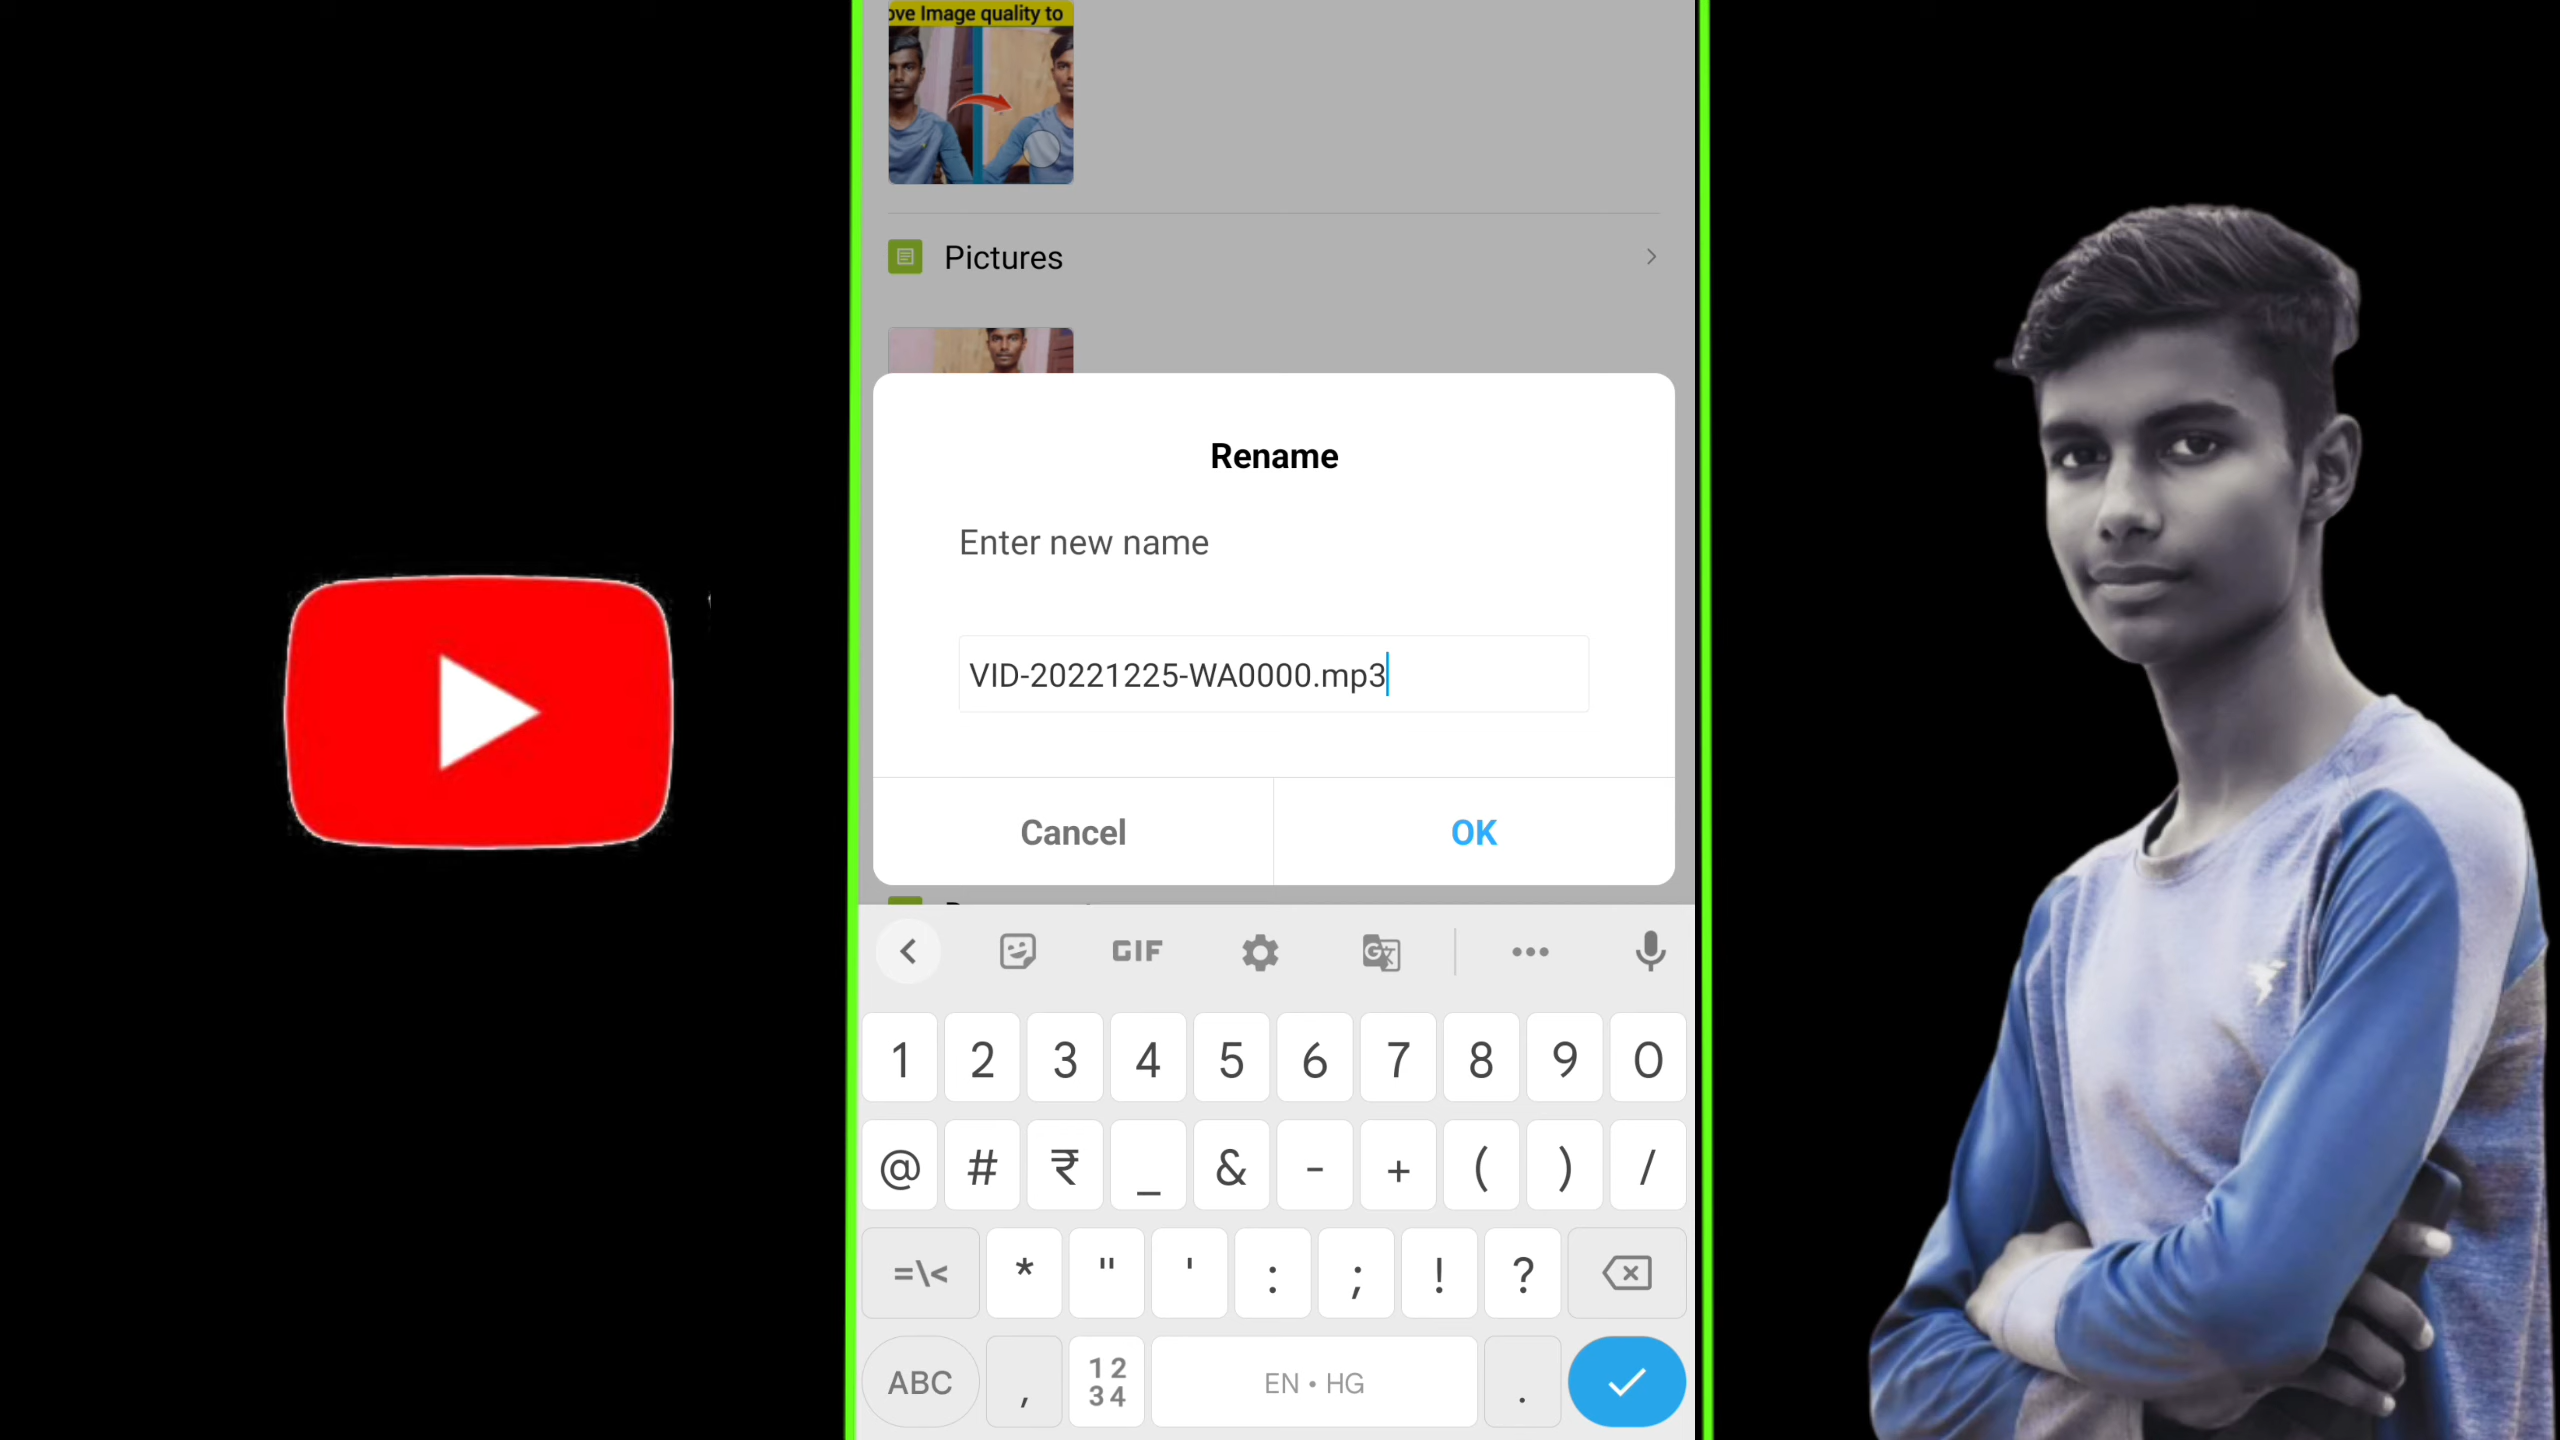 ove Image quality to
Pictures
Rename
Enter new name
VID-20221225-WA0000.mp3
Cancel
OK
GIF
1 2 3 4 5 6 7 8 9 0
@ # ₹ _ & - + ( ) /
=\< * " ' : ; ! ?
ABC , 12 34 EN • HG .